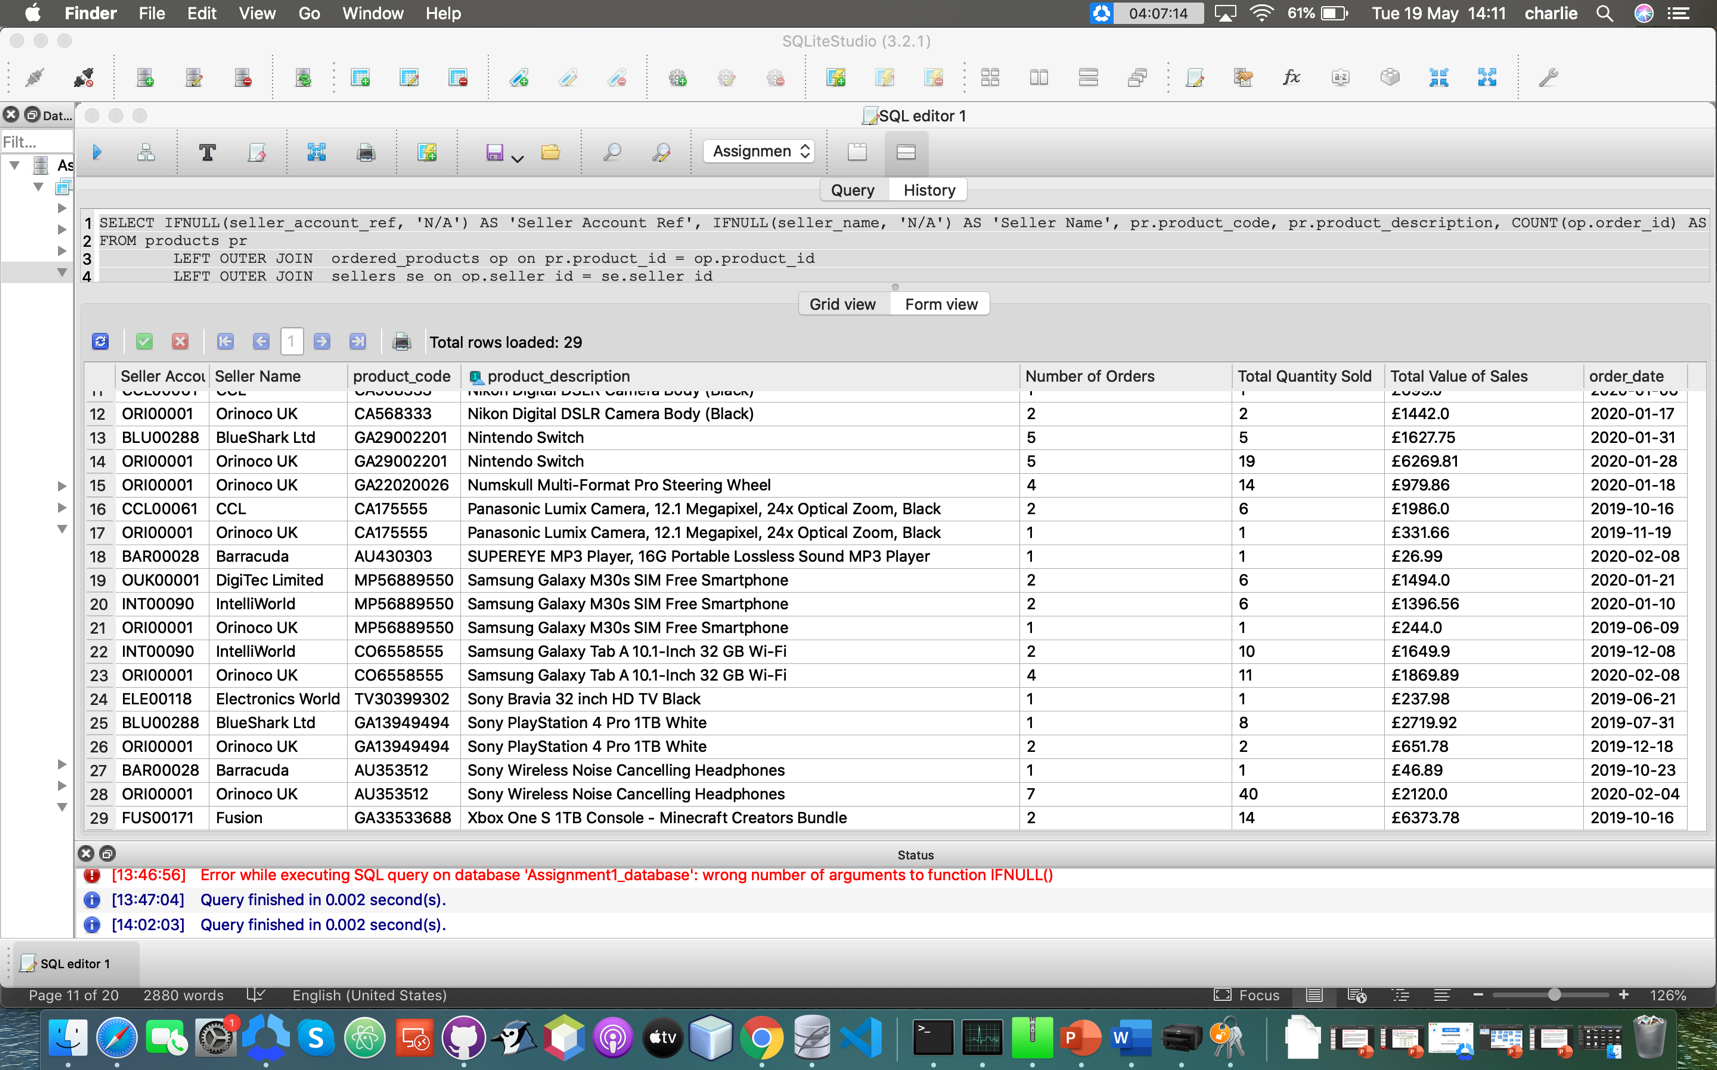 Finder File Edit View Go Window Help 04:07:14 61% Tue 19 May 14:11 charlie
SQLiteStudio (3.2.1)
Dat... SQL editor 1
Filt...
As
Assignmen
Query History
1 SELECT IFNULL(seller_account_ref, 'N/A') AS 'Seller Account Ref', IFNULL(seller_name, 'N/A') AS 'Seller Name', pr.product_code, pr.product_description, COUNT(op.order_id) AS
2 FROM products pr
3 LEFT OUTER JOIN ordered_products op on pr.product_id = op.product_id
4 LEFT OUTER JOIN sellers se on op.seller_id = se.seller_id
Grid view Form view
1 Total rows loaded: 29
Seller Accou Seller Name product_code product_description Number of Orders Total Quantity Sold Total Value of Sales order_date
12 ORI00001 Orinoco UK CA568333 Nikon Digital DSLR Camera Body (Black) 2 2 £1442.0 2020-01-17
13 BLU00288 BlueShark Ltd GA29002201 Nintendo Switch 5 5 £1627.75 2020-01-31
14 ORI00001 Orinoco UK GA29002201 Nintendo Switch 5 19 £6269.81 2020-01-28
15 ORI00001 Orinoco UK GA22020026 Numskull Multi-Format Pro Steering Wheel 4 14 £979.86 2020-01-18
16 CCL00061 CCL CA175555 Panasonic Lumix Camera, 12.1 Megapixel, 24x Optical Zoom, Black 2 6 £1986.0 2019-10-16
17 ORI00001 Orinoco UK CA175555 Panasonic Lumix Camera, 12.1 Megapixel, 24x Optical Zoom, Black 1 1 £331.66 2019-11-19
18 BAR00028 Barracuda AU430303 SUPEREYE MP3 Player, 16G Portable Lossless Sound MP3 Player 1 1 £26.99 2020-02-08
19 OUK00001 DigiTec Limited MP56889550 Samsung Galaxy M30s SIM Free Smartphone 2 6 £1494.0 2020-01-21
20 INT00090 IntelliWorld MP56889550 Samsung Galaxy M30s SIM Free Smartphone 2 6 £1396.56 2020-01-10
21 ORI00001 Orinoco UK MP56889550 Samsung Galaxy M30s SIM Free Smartphone 1 1 £244.0 2019-06-09
22 INT00090 IntelliWorld CO6558555 Samsung Galaxy Tab A 10.1-Inch 32 GB Wi-Fi 2 10 £1649.9 2019-12-08
23 ORI00001 Orinoco UK CO6558555 Samsung Galaxy Tab A 10.1-Inch 32 GB Wi-Fi 4 11 £1869.89 2020-02-08
24 ELE00118 Electronics World TV30399302 Sony Bravia 32 inch HD TV Black 1 1 £237.98 2019-06-21
25 BLU00288 BlueShark Ltd GA13949494 Sony PlayStation 4 Pro 1TB White 1 8 £2719.92 2019-07-31
26 ORI00001 Orinoco UK GA13949494 Sony PlayStation 4 Pro 1TB White 2 2 £651.78 2019-12-18
27 BAR00028 Barracuda AU353512 Sony Wireless Noise Cancelling Headphones 1 1 £46.89 2019-10-23
28 ORI00001 Orinoco UK AU353512 Sony Wireless Noise Cancelling Headphones 7 40 £2120.0 2020-02-04
29 FUS00171 Fusion GA33533688 Xbox One S 1TB Console - Minecraft Creators Bundle 2 14 £6373.78 2019-10-16
Status
[13:46:56] Error while executing SQL query on database 'Assignment1_database': wrong number of arguments to function IFNULL()
[13:47:04] Query finished in 0.002 second(s).
[14:02:03] Query finished in 0.002 second(s).
SQL editor 1
Page 11 of 20 2880 words English (United States) Focus 126%
1 tv